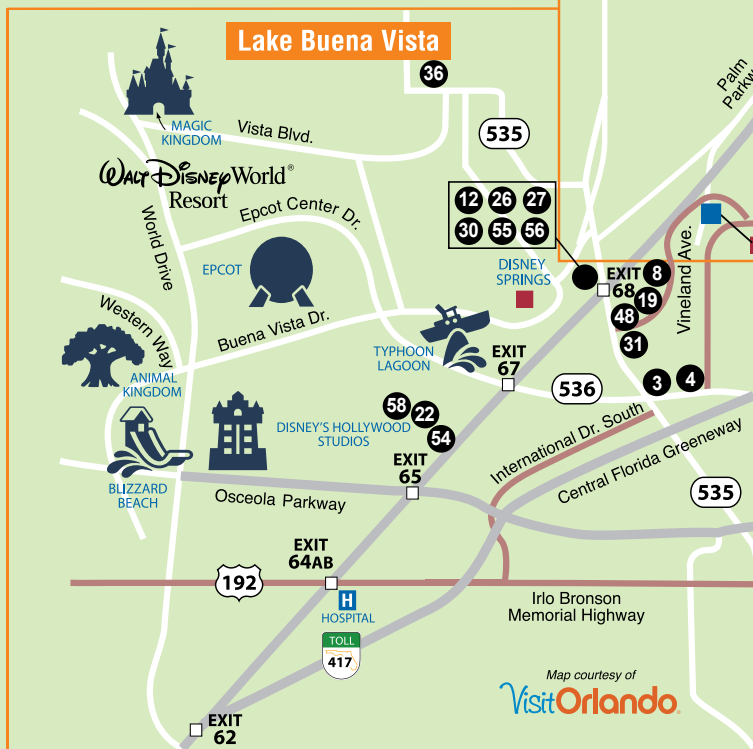 Lake Buena Vista
36
Palm
Parkw
MAGIC
KINGDOM
Vista Blvd.
535
WALT DISNEY World®
Resort
12 26 27
30 55 56
Epcot Center Dr.
World Drive
EPCOT
DISNEY
SPRINGS
EXIT
68
8
19
48
31
Vineland Ave.
Western
Way
Buena Vista Dr.
TYPHOON
LAGOON
EXIT
67
ANIMAL
KINGDOM
536
3
4
58
22
54
DISNEY'S HOLLYWOOD
STUDIOS
International Dr. South
Central Florida Greeneway
EXIT
65
BLIZZARD
BEACH
Osceola Parkway
535
EXIT
64AB
192
H
HOSPITAL
Irlo Bronson
Memorial Highway
TOLL
417
Map courtesy of
VisitOrlando
EXIT
62